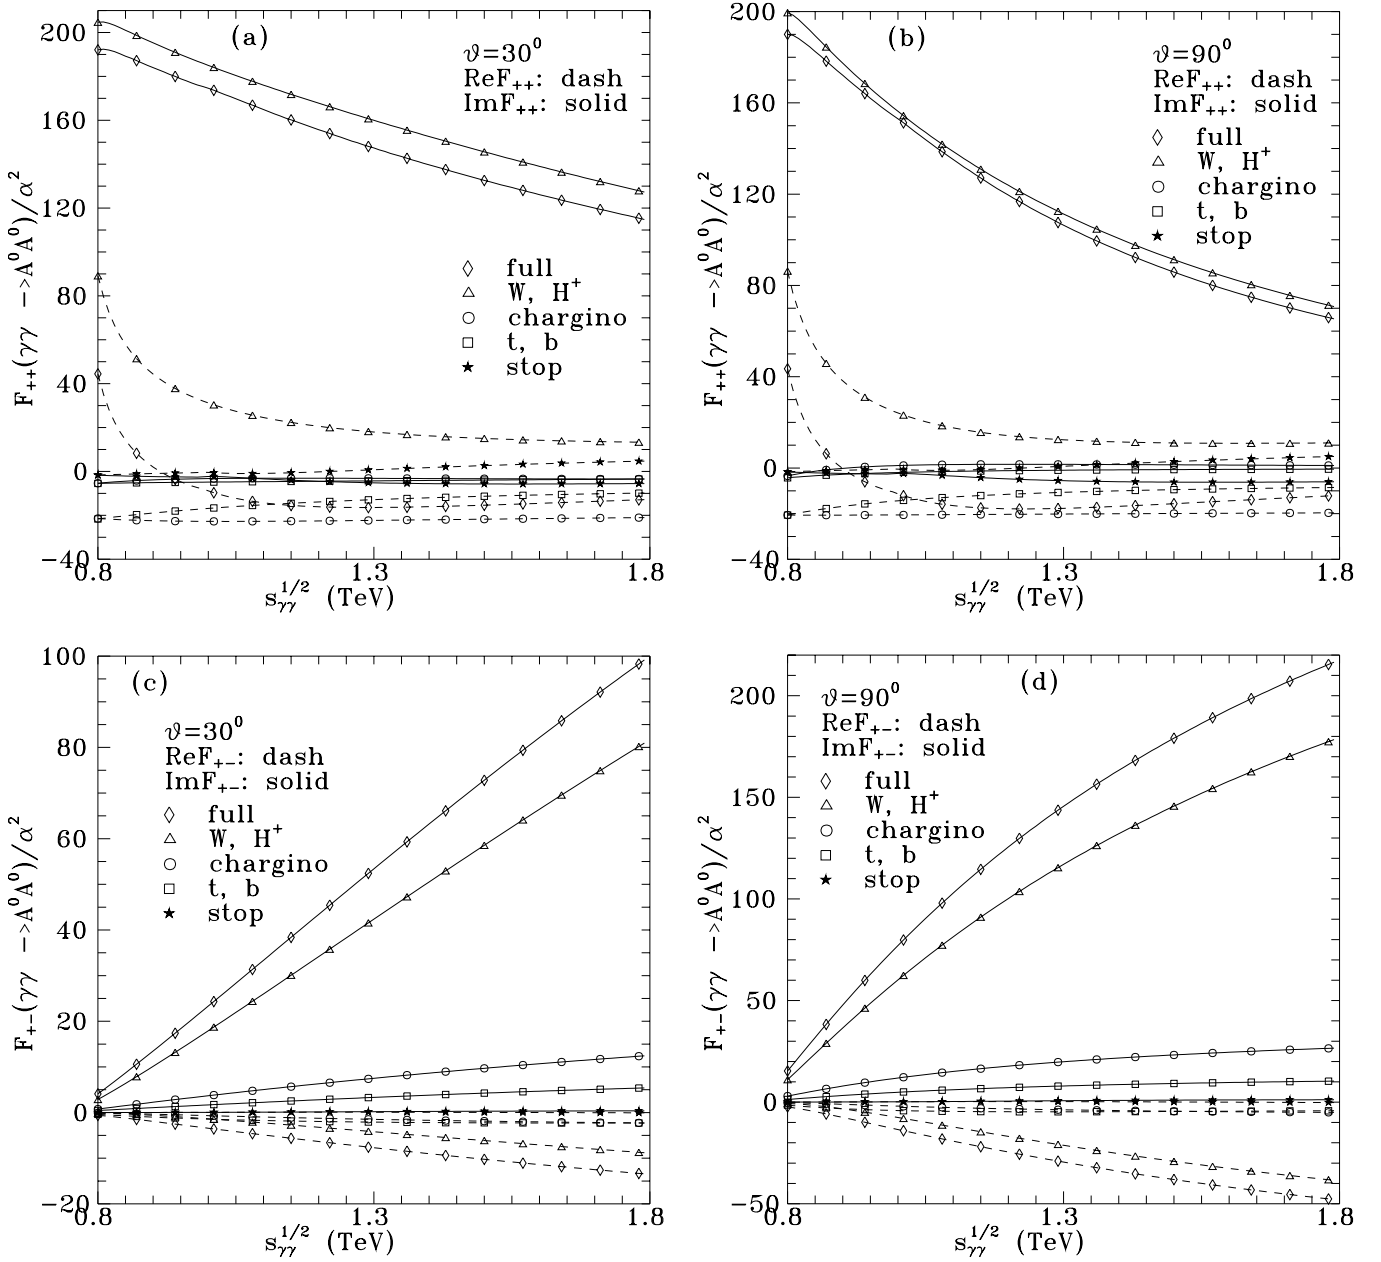 (a)
ϑ=30⁰
ReF₊₊: dash
ImF₊₊: solid
full
W, H⁺
chargino
t, b
stop
200
160
120
80
40
0
−40
0.8
1.3
1.8
F₊₊(γγ −>A⁰A⁰)/α²
s_γγ^1/2 (TeV)
(b)
ϑ=90⁰
ReF₊₊: dash
ImF₊₊: solid
full
W, H⁺
chargino
t, b
stop
200
160
120
80
40
0
−40
0.8
1.3
1.8
F₊₊(γγ −>A⁰A⁰)/α²
s_γγ^1/2 (TeV)
(c)
ϑ=30⁰
ReF₊₋: dash
ImF₊₋: solid
full
W, H⁺
chargino
t, b
stop
100
80
60
40
20
0
−20
0.8
1.3
1.8
F₊₋(γγ −>A⁰A⁰)/α²
s_γγ^1/2 (TeV)
(d)
ϑ=90⁰
ReF₊₋: dash
ImF₊₋: solid
full
W, H⁺
chargino
t, b
stop
200
150
100
50
0
−50
0.8
1.3
1.8
F₊₋(γγ −>A⁰A⁰)/α²
s_γγ^1/2 (TeV)